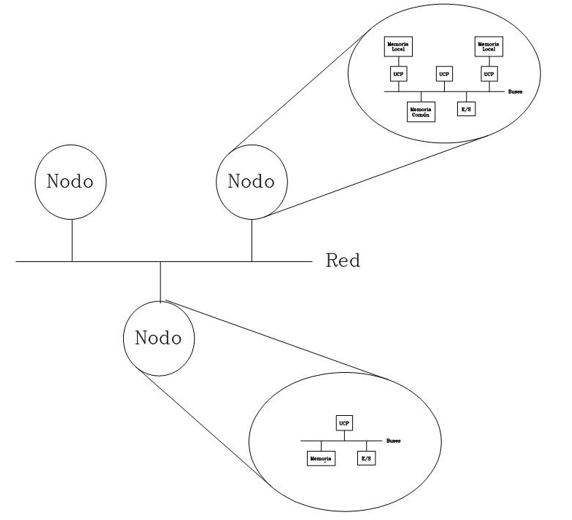 Memoria
Local
Memoria
Local
UCP
UCP
UCP
Buses
Memoria
Común
E/S
Nodo
Nodo
Red
Nodo
UCP
Buses
Memoria
E/S